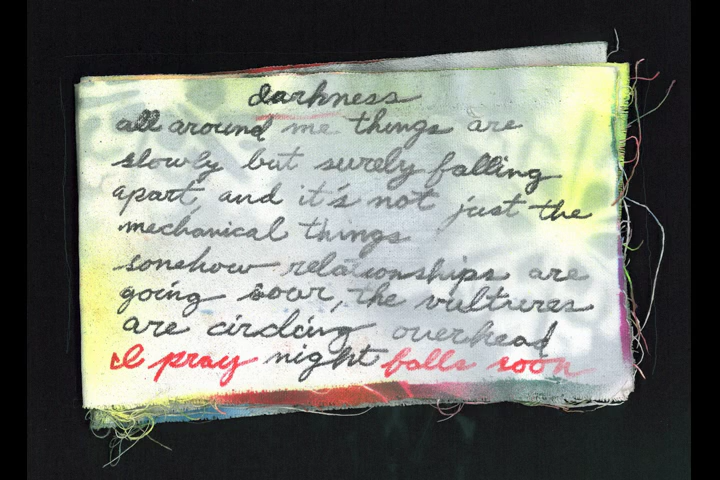 darkness
all around me things are
slowly but surely falling
apart, and it's not just the
mechanical things
somehow relationships are
going sour, the vultures
are circling overhead
I pray night falls soon